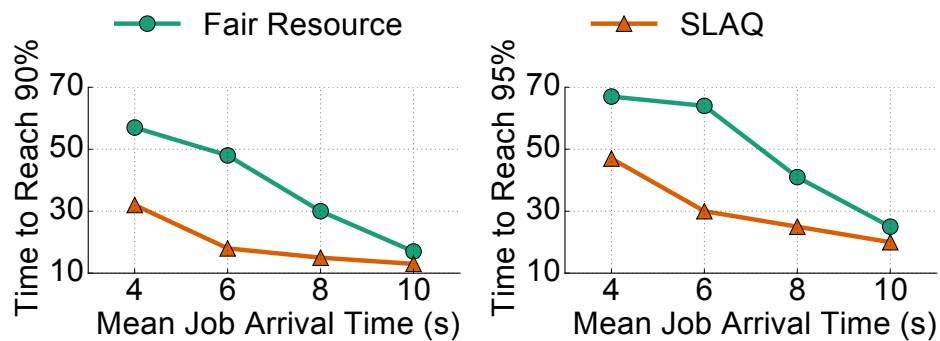 Fair Resource
SLAQ
Time to Reach 90%
70
50
30
10
4 6 8 10
Mean Job Arrival Time (s)
Time to Reach 95%
70
50
30
10
4 6 8 10
Mean Job Arrival Time (s)